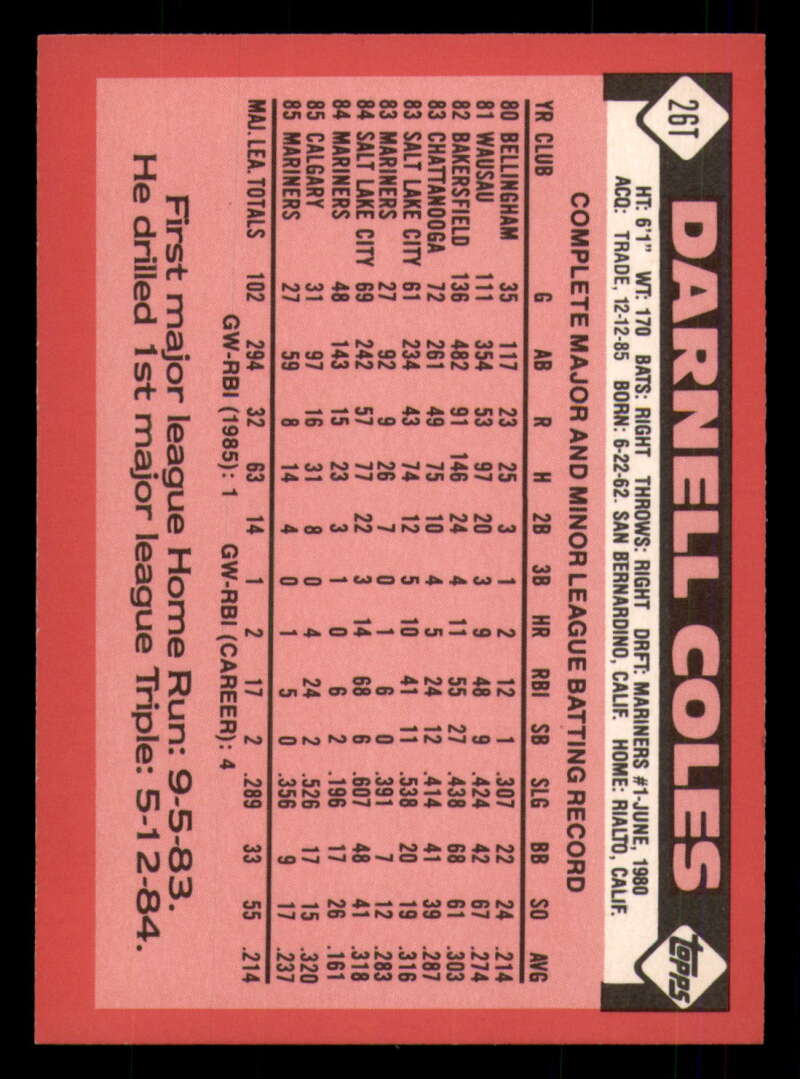 26T
DARNELL COLES
topps
HT: 6'1" WT: 170 BATS: RIGHT THROWS: RIGHT DRFT: MARINERS #1-JUNE, 1980
ACQ: TRADE, 12-12-85 BORN: 6-22-62. SAN BERNARDINO, CALIF. HOME: RIALTO, CALIF.
COMPLETE MAJOR AND MINOR LEAGUE BATTING RECORD
YR CLUB G AB R H 2B 3B HR RBI SB SLG BB SO AVG
80 BELLINGHAM 35 117 23 25 3 1 2 12 1 .307 22 24 .214
81 WAUSAU 111 354 53 97 20 3 9 48 9 .424 42 67 .274
82 BAKERSFIELD 136 482 91 146 24 4 11 55 27 .438 68 61 .303
83 CHATTANOOGA 72 261 49 75 10 4 5 24 12 .414 41 39 .287
83 SALT LAKE CITY 61 234 43 74 12 5 10 41 11 .538 20 19 .316
83 MARINERS 27 92 9 26 7 0 1 6 0 .391 7 12 .283
84 SALT LAKE CITY 69 242 57 77 22 3 14 68 6 .607 48 41 .318
84 MARINERS 48 143 15 23 3 1 0 6 2 .196 17 26 .161
85 CALGARY 31 97 16 31 8 0 4 24 2 .526 17 15 .320
85 MARINERS 27 59 8 14 4 0 1 5 0 .356 9 17 .237
MAJ. LEA. TOTALS 102 294 32 63 14 1 2 17 2 .289 33 55 .214
GW-RBI (1985): 1 GW-RBI (CAREER): 4
First major league Home Run: 9-5-83.
He drilled 1st major league Triple: 5-12-84.